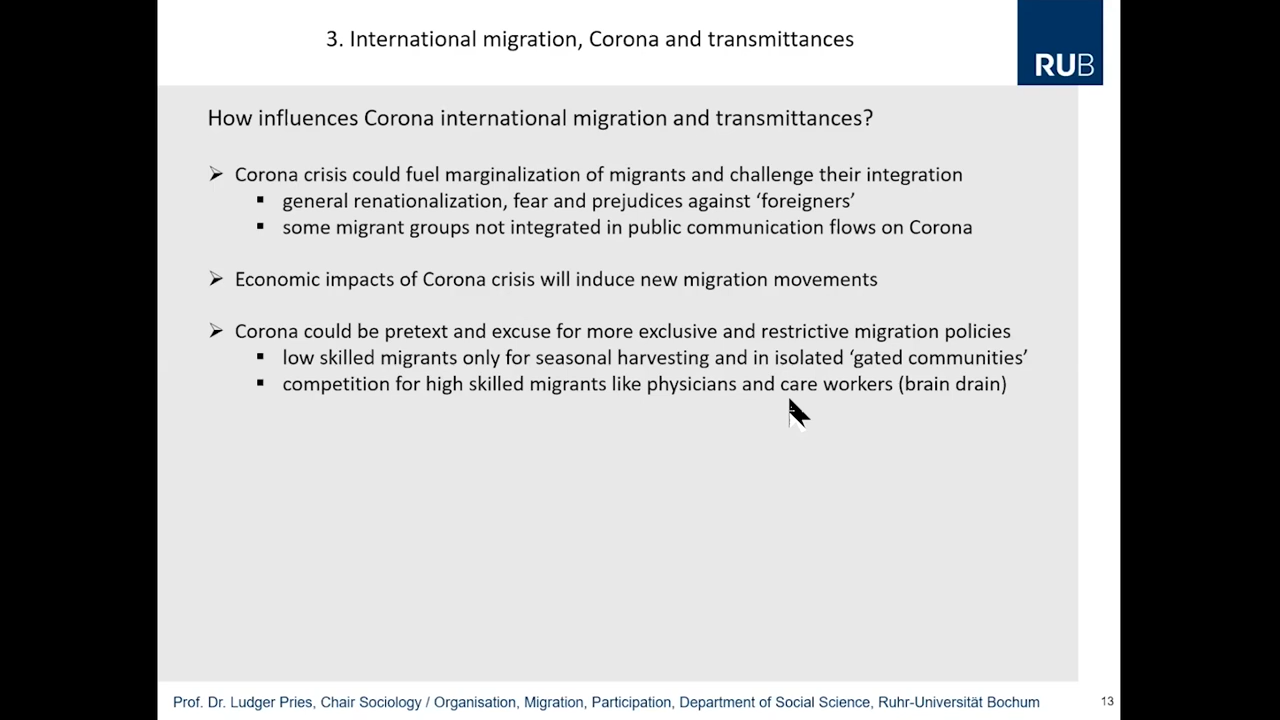 3. International migration, Corona and transmittances
RUB
How influences Corona international migration and transmittances?
➢ Corona crisis could fuel marginalization of migrants and challenge their integration
▪ general renationalization, fear and prejudices against ‘foreigners’
▪ some migrant groups not integrated in public communication flows on Corona
➢ Economic impacts of Corona crisis will induce new migration movements
➢ Corona could be pretext and excuse for more exclusive and restrictive migration policies
▪ low skilled migrants only for seasonal harvesting and in isolated ‘gated communities’
▪ competition for high skilled migrants like physicians and care workers (brain drain)
Prof. Dr. Ludger Pries, Chair Sociology / Organisation, Migration, Participation, Department of Social Science, Ruhr-Universität Bochum
13